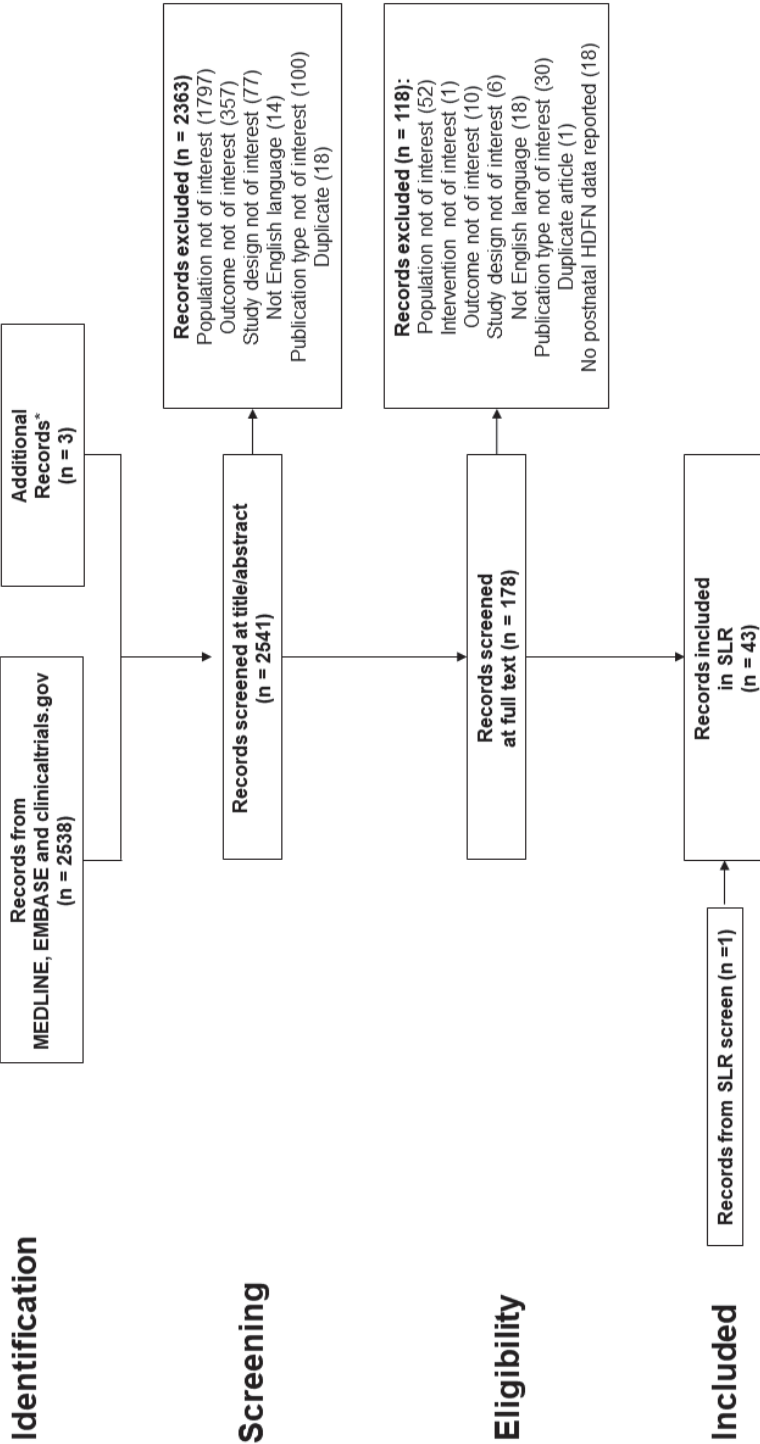 Identification
Records from
MEDLINE, EMBASE and clinicaltrials.gov
(n = 2538)
Additional
Records*
(n = 3)
Screening
Records screened at title/abstract
(n = 2541)
Records excluded (n = 2363)
Population not of interest (1797)
Outcome not of interest (357)
Study design not of interest (77)
Not English language (14)
Publication type not of interest (100)
Duplicate (18)
Eligibility
Records screened
at full text (n = 178)
Records excluded (n = 118):
Population not of interest (52)
Intervention not of interest (1)
Outcome not of interest (10)
Study design not of interest (6)
Not English language (18)
Publication type not of interest (30)
Duplicate article (1)
No postnatal HDFN data reported (18)
Included
Records from SLR screen (n =1)
Records included
in SLR
(n = 43)